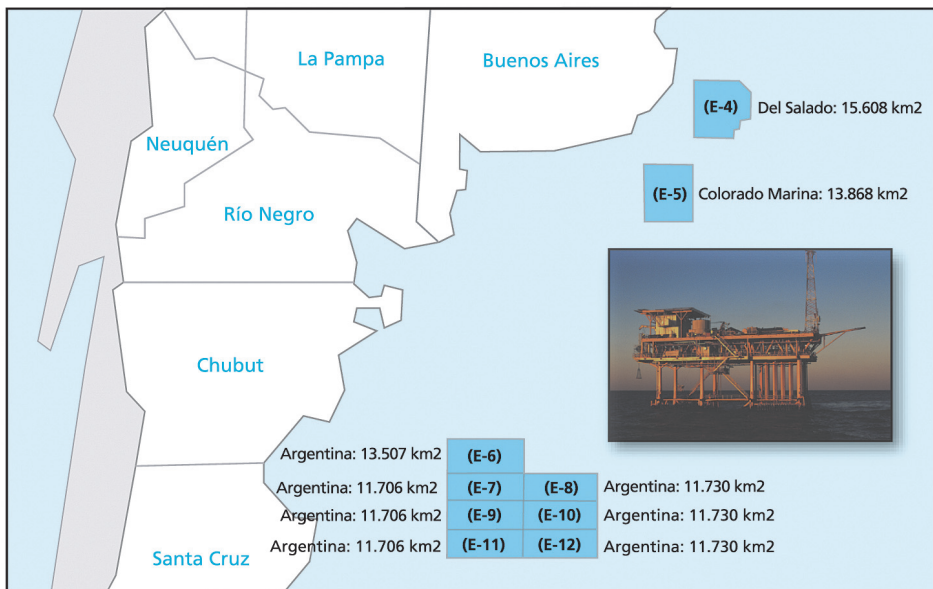 La Pampa
Buenos Aires
(E-4) Del Salado: 15.608 km2
Neuquén
(E-5) Colorado Marina: 13.868 km2
Río Negro
Chubut
Argentina: 13.507 km2 (E-6)
Argentina: 11.706 km2 (E-7) (E-8) Argentina: 11.730 km2
Argentina: 11.706 km2 (E-9) (E-10) Argentina: 11.730 km2
Argentina: 11.706 km2 (E-11) (E-12) Argentina: 11.730 km2
Santa Cruz